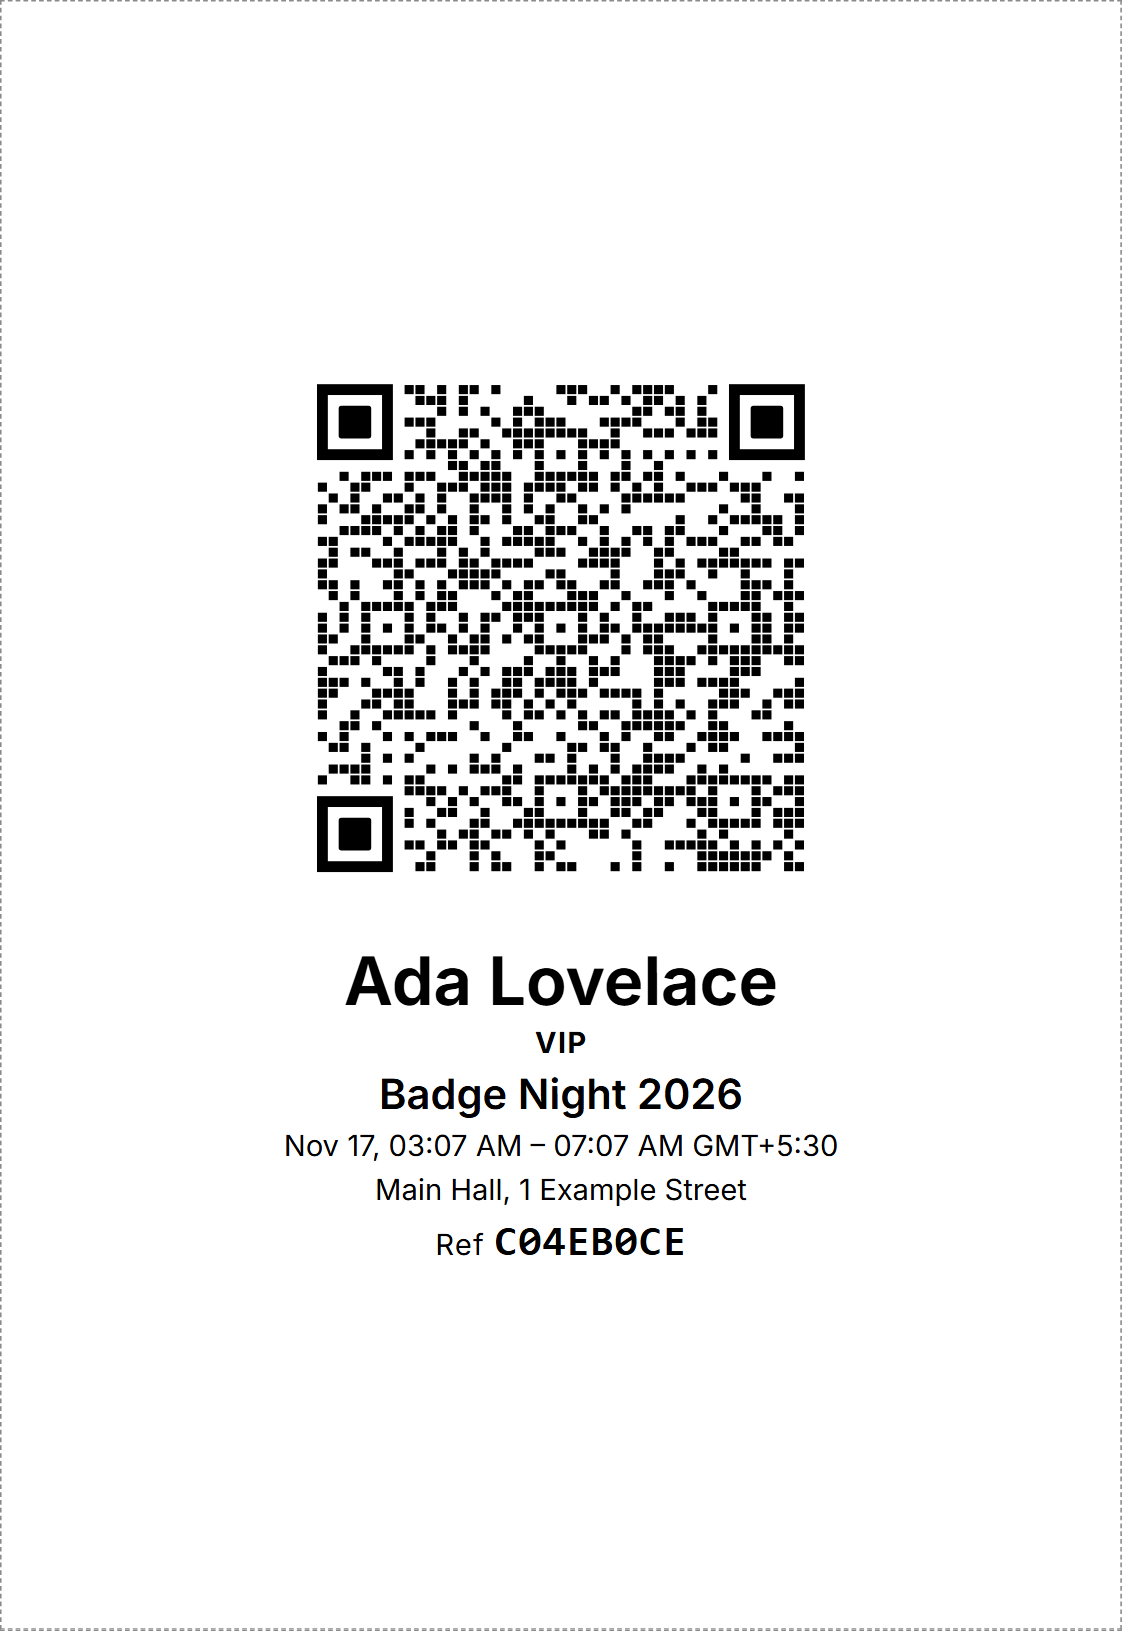 Ada Lovelace
VIP
Badge Night 2026
Nov 17, 03:07 AM – 07:07 AM GMT+5:30
Main Hall, 1 Example Street
Ref C04EB0CE